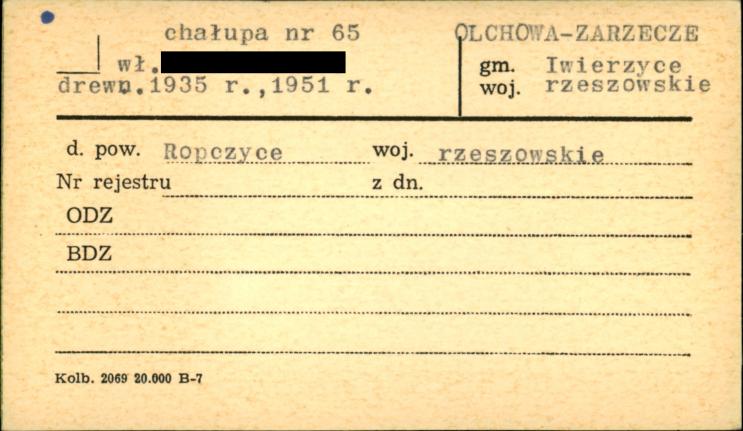 chałupa nr 65
wł.
drewn.1935 r.,1951 r.
OLCHOWA-ZARZECZE
gm. Iwierzyce
woj. rzeszowskie
d. pow. Ropczyce woj. rzeszowskie
Nr rejestru z dn.
ODZ
BDZ
Kolb. 2069 20.000 B-7